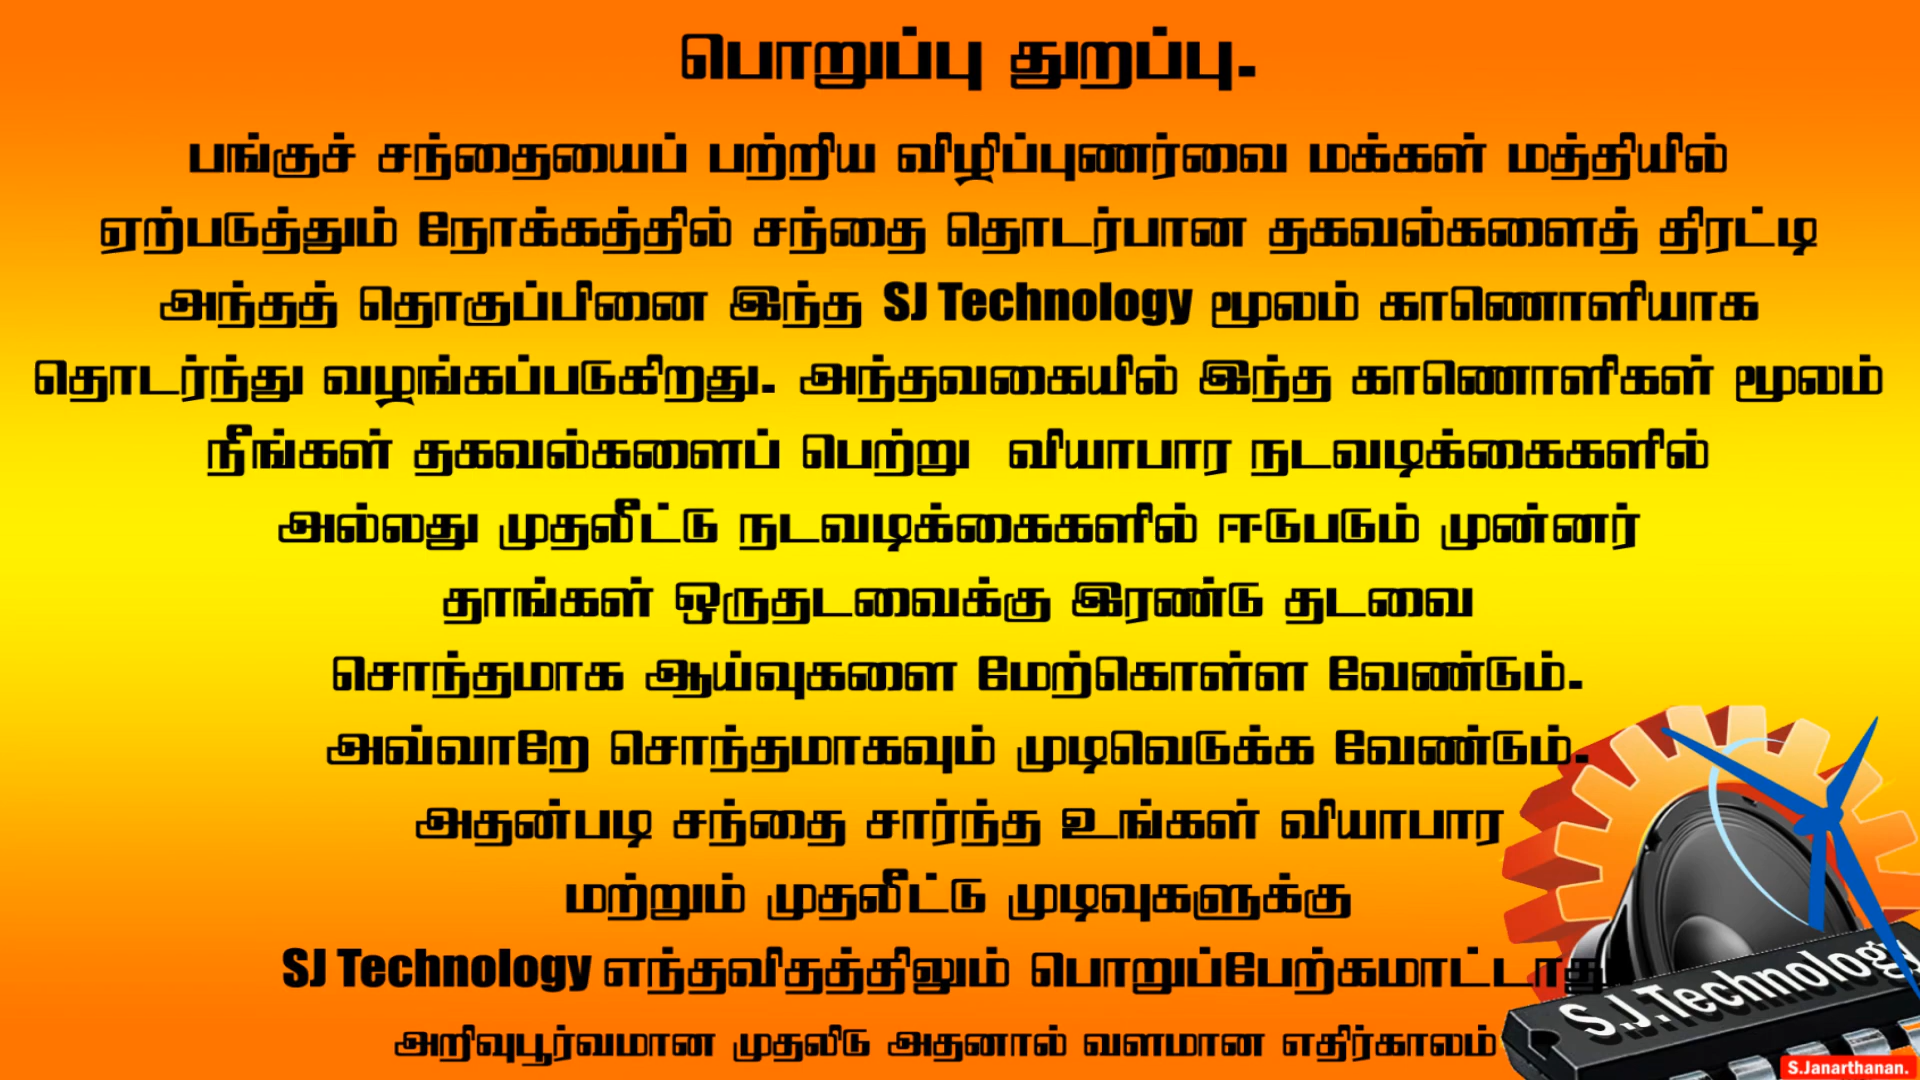 பொறுப்பு துறப்பு.
பங்குச் சந்தையைப் பற்றிய விழிப்புணர்வை மக்கள் மத்தியில்
ஏற்படுத்தும் நோக்கத்தில் சந்தை தொடர்பான தகவல்களைத் திரட்டி
அந்தத் தொகுப்பினை இந்த SJ Technology மூலம் காணொளியாக
தொடர்ந்து வழங்கப்படுகிறது. அந்தவகையில் இந்த காணொளிகள் மூலம்
நீங்கள் தகவல்களைப் பெற்று வியாபார நடவடிக்கைகளில்
அல்லது முதலீட்டு நடவடிக்கைகளில் ஈடுபடும் முன்னர்
தாங்கள் ஒருதடவைக்கு இரண்டு தடவை
சொந்தமாக ஆய்வுகளை மேற்கொள்ள வேண்டும்.
அவ்வாறே சொந்தமாகவும் முடிவெடுக்க வேண்டும்.
அதன்படி சந்தை சார்ந்த உங்கள் வியாபார
மற்றும் முதலீட்டு முடிவுகளுக்கு
SJ Technology எந்தவிதத்திலும் பொறுப்பேற்கமாட்டாது
அறிவுபூர்வமான முதலிடு அதனால் வளமான எதிர்காலம்
S.J.Technology
S.Janarthanan.